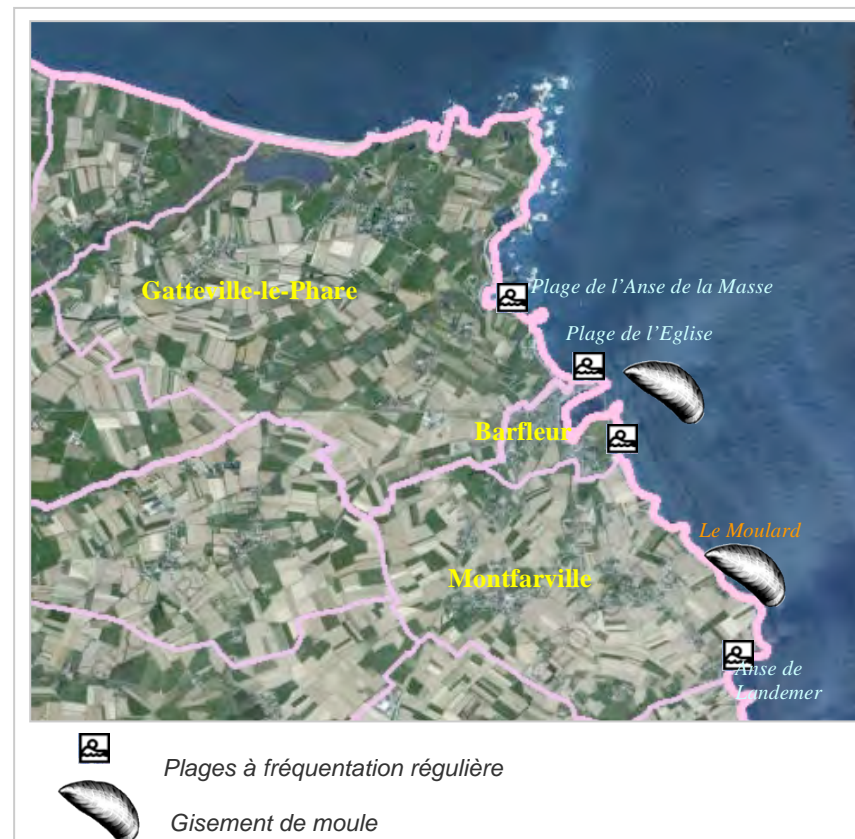 Gatteville-le-Phare
Plage de l'Anse de la Masse
Plage de l'Eglise
Barfleur
Le Moulard
Montfarville
Anse de
Landemer
Plages à fréquentation régulière
Gisement de moule